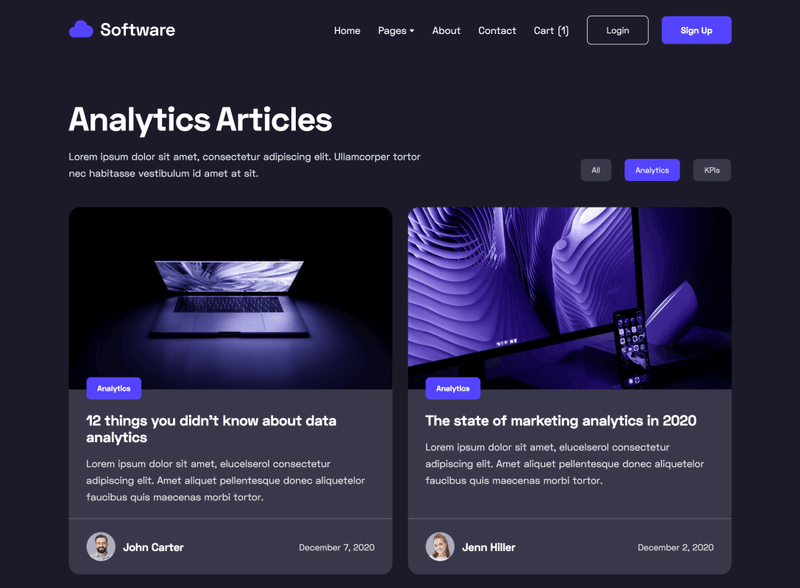 Software
Home Pages About Contact Cart (1) Login Sign Up
Analytics Articles
Lorem ipsum dolor sit amet, consectetur adipiscing elit. Ullamcorper tortor
nec habitasse vestibulum id amet at sit.
All Analytics KPIs
Analytics
12 things you didn't know about data
analytics
Lorem ipsum dolor sit amet, elucelserol consectetur
adipiscing elit. Amet aliquet pellentesque donec aliquetelor
faucibus quis maecenas morbi tortor.
John Carter
December 7, 2020
Analytics
The state of marketing analytics in 2020
Lorem ipsum dolor sit amet, elucelserol consectetur
adipiscing elit. Amet aliquet pellentesque donec aliquetelor
faucibus quis maecenas morbi tortor.
Jenn Hiller
December 2, 2020